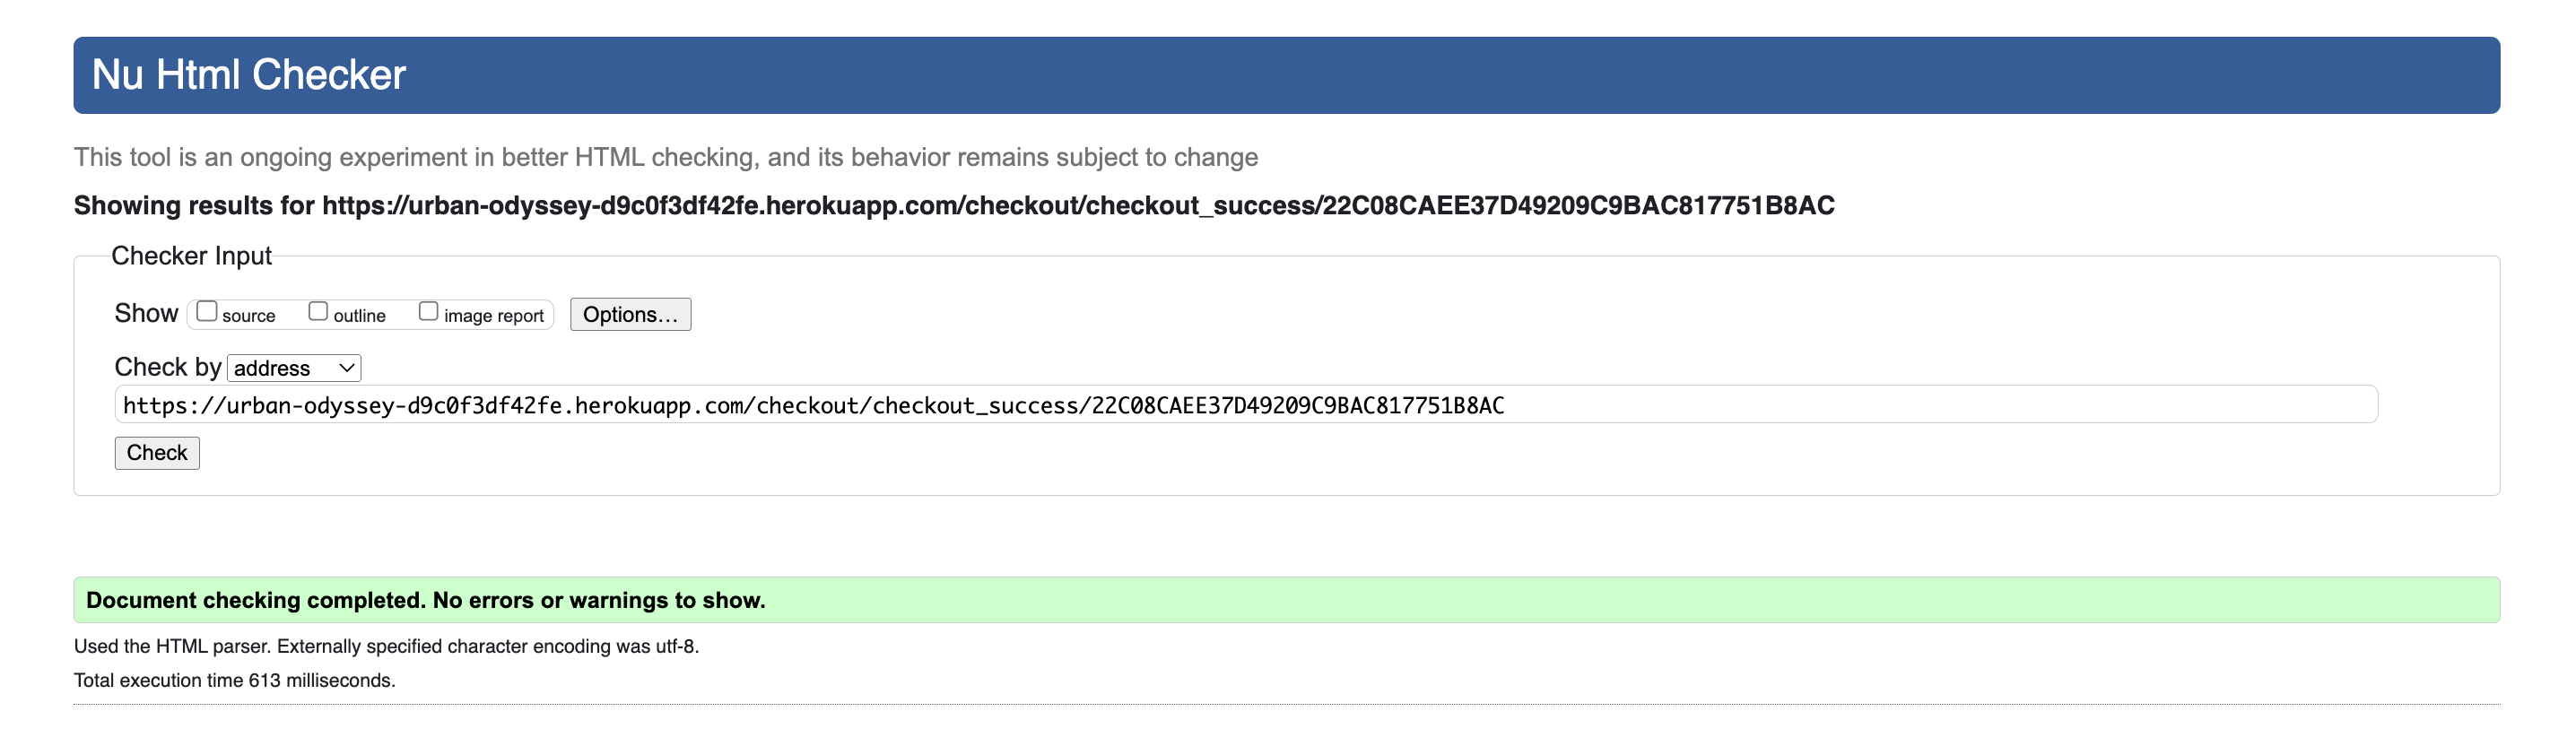 Nu Html Checker
This tool is an ongoing experiment in better HTML checking, and its behavior remains subject to change
Showing results for https://urban-odyssey-d9c0f3df42fe.herokuapp.com/checkout/checkout_success/22C08CAEE37D49209C9BAC817751B8AC
Checker Input
Show source outline image report Options…
Check by address
https://urban-odyssey-d9c0f3df42fe.herokuapp.com/checkout/checkout_success/22C08CAEE37D49209C9BAC817751B8AC
Check
Document checking completed. No errors or warnings to show.
Used the HTML parser. Externally specified character encoding was utf-8.
Total execution time 613 milliseconds.